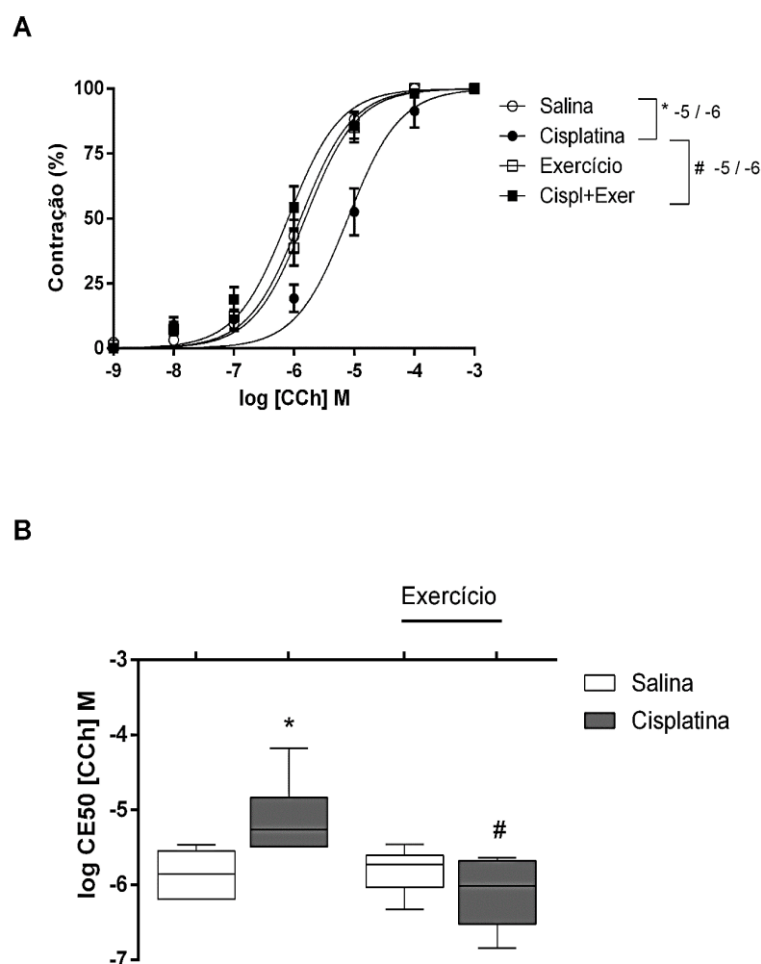 A
Contração (%)
100
75
50
25
0
-9 -8 -7 -6 -5 -4 -3
log [CCh] M
Salina
Cisplatina
Exercício
Cispl+Exer
* -5 / -6
# -5 / -6
B
Exercício
log CE50 [CCh] M
-3
-4
-5
-6
-7
*
#
Salina
Cisplatina